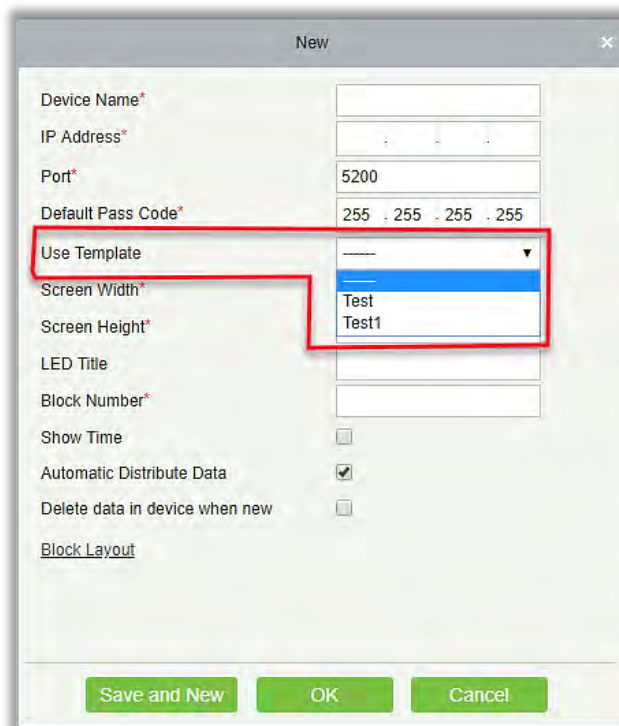 New ×
Device Name*
IP Address* . . .
Port* 5200
Default Pass Code* 255 . 255 . 255 . 255
Use Template ------ ▼
------
Screen Width*
Test
Test1
Screen Height*
LED Title
Block Number*
Show Time
Automatic Distribute Data
Delete data in device when new
Block Layout
Save and New OK Cancel